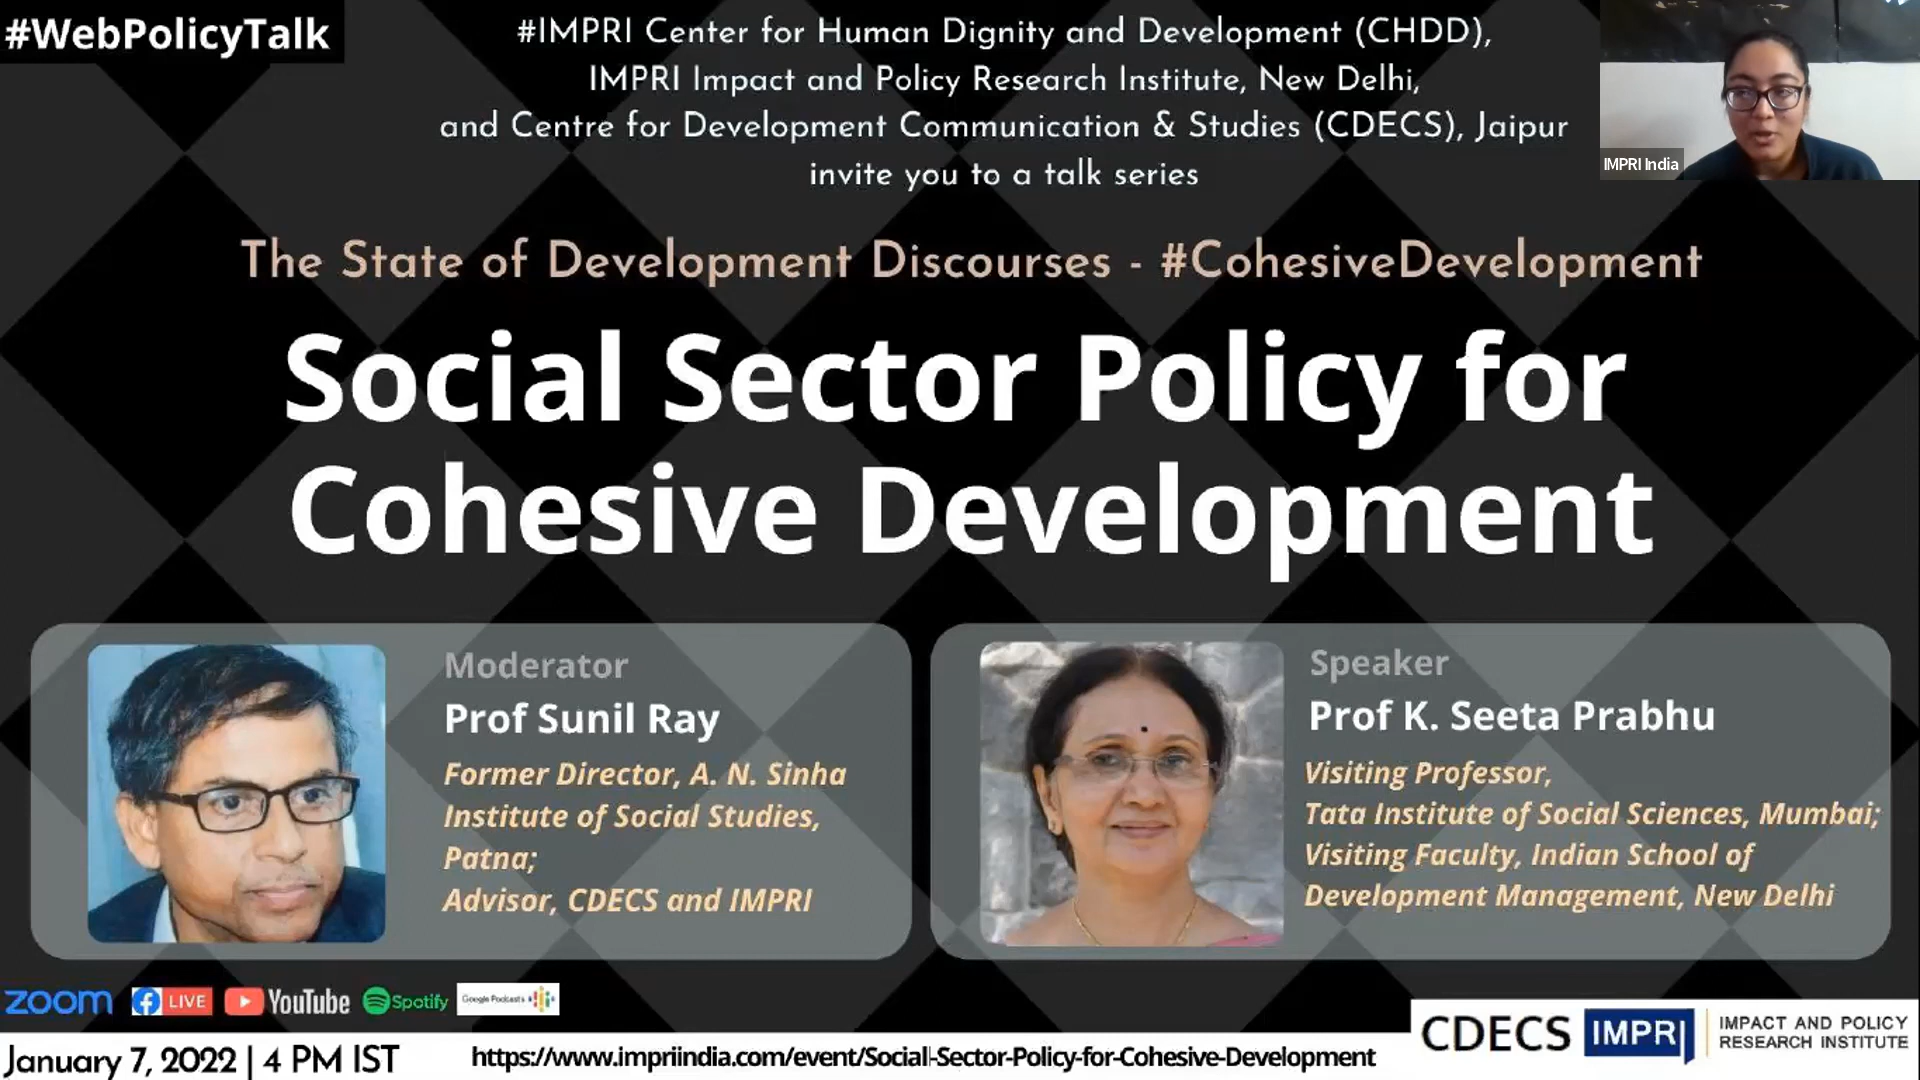 #WebPolicyTalk
#IMPRI Center for Human Dignity and Development (CHDD),
IMPRI Impact and Policy Research Institute, New Delhi,
and Centre for Development Communication & Studies (CDECS), Jaipur
invite you to a talk series
IMPRI India
The State of Development Discourses - #CohesiveDevelopment
Social Sector Policy for
Cohesive Development
Moderator
Prof Sunil Ray
Former Director, A. N. Sinha
Institute of Social Studies,
Patna;
Advisor, CDECS and IMPRI
Speaker
Prof K. Seeta Prabhu
Visiting Professor,
Tata Institute of Social Sciences, Mumbai;
Visiting Faculty, Indian School of
Development Management, New Delhi
zoom LIVE YouTube Spotify Google Podcasts
CDECS IMPRI IMPACT AND POLICY
RESEARCH INSTITUTE
January 7, 2022 | 4 PM IST
https://www.impriindia.com/event/Social-Sector-Policy-for-Cohesive-Development